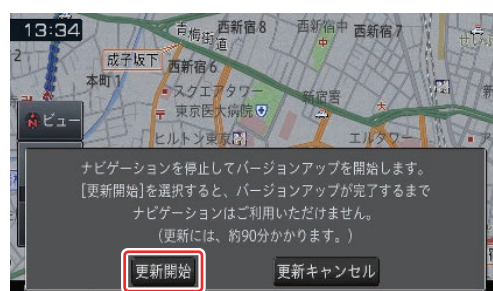 13:34
青梅街道
西新宿8
西新宿中
西新宿7
成子坂下
西新宿6
本町1
スクエアタワー
新宿署
東京医大病院
ビュー
ヒルトン東京
エルタワー
ナビゲーションを停止してバージョンアップを開始します。
[更新開始]を選択すると、バージョンアップが完了するまで
ナビゲーションはご利用いただけません。
(更新には、約90分かかります。)
更新開始
更新キャンセル